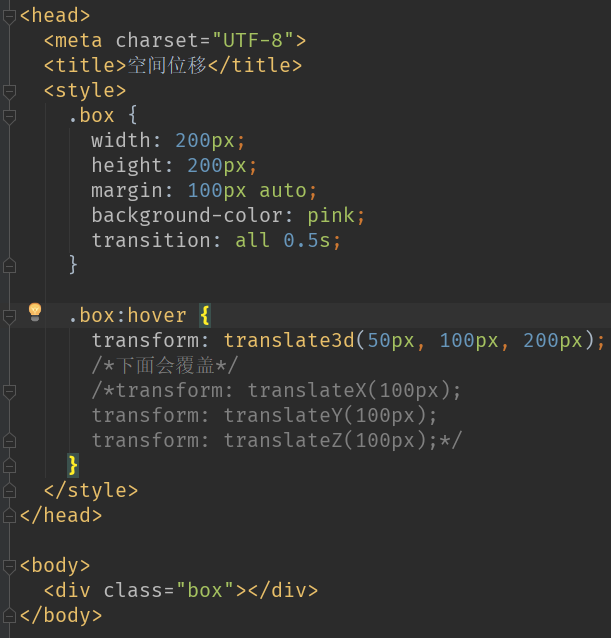 <head>
  <meta charset="UTF-8">
  <title>空间位移</title>
  <style>
    .box {
      width: 200px;
      height: 200px;
      margin: 100px auto;
      background-color: pink;
      transition: all 0.5s;
    }

    .box:hover {
      transform: translate3d(50px, 100px, 200px);
      /*下面会覆盖*/
      /*transform: translateX(100px);
      transform: translateY(100px);
      transform: translateZ(100px);*/
    }
  </style>
</head>

<body>
  <div class="box"></div>
</body>